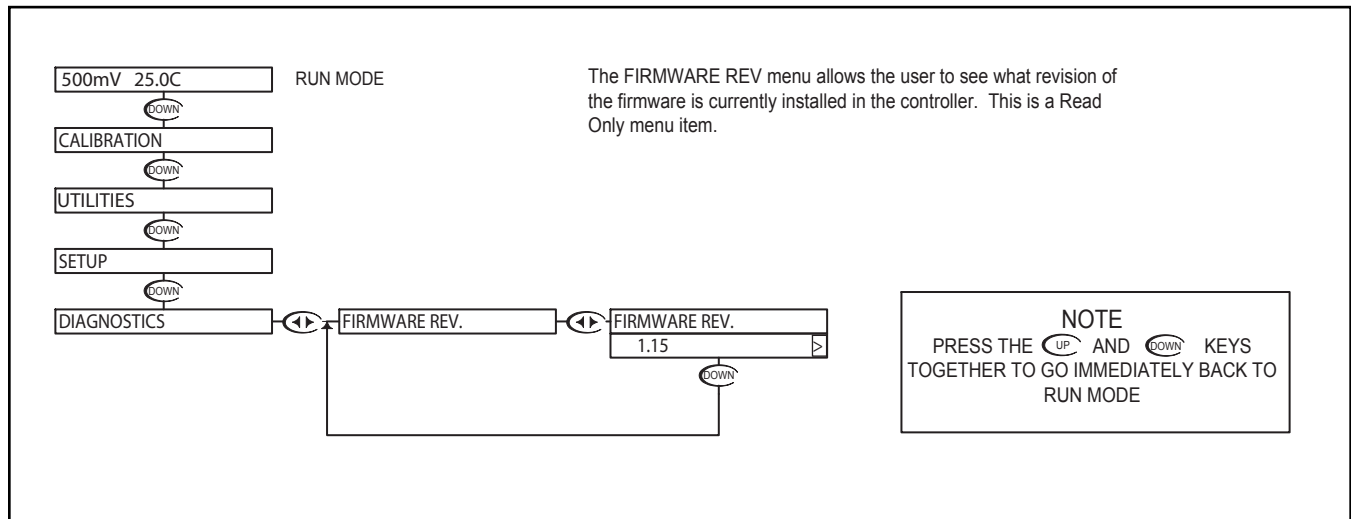 500mV 25.0C
RUN MODE
The FIRMWARE REV menu allows the user to see what revision of
the firmware is currently installed in the controller. This is a Read
Only menu item.
DOWN
CALIBRATION
DOWN
UTILITIES
DOWN
SETUP
DOWN
DIAGNOSTICS
FIRMWARE REV.
FIRMWARE REV.
1.15 >
DOWN
NOTE
PRESS THE UP AND DOWN KEYS
TOGETHER TO GO IMMEDIATELY BACK TO
RUN MODE